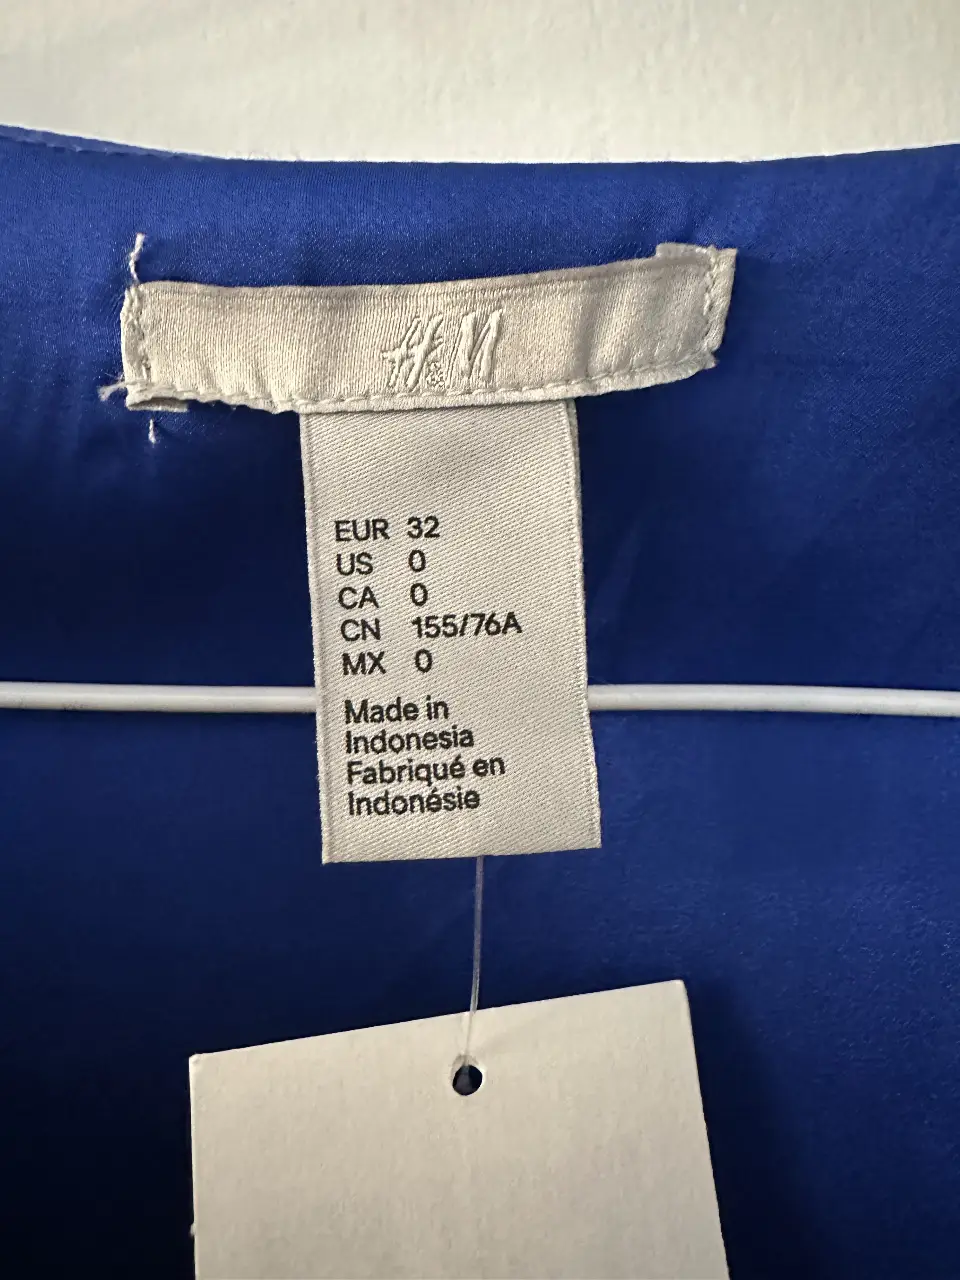 H&M
EUR 32
US 0
CA 0
CN 155/76A
MX 0
Made in
Indonesia
Fabriqué en
Indonésie